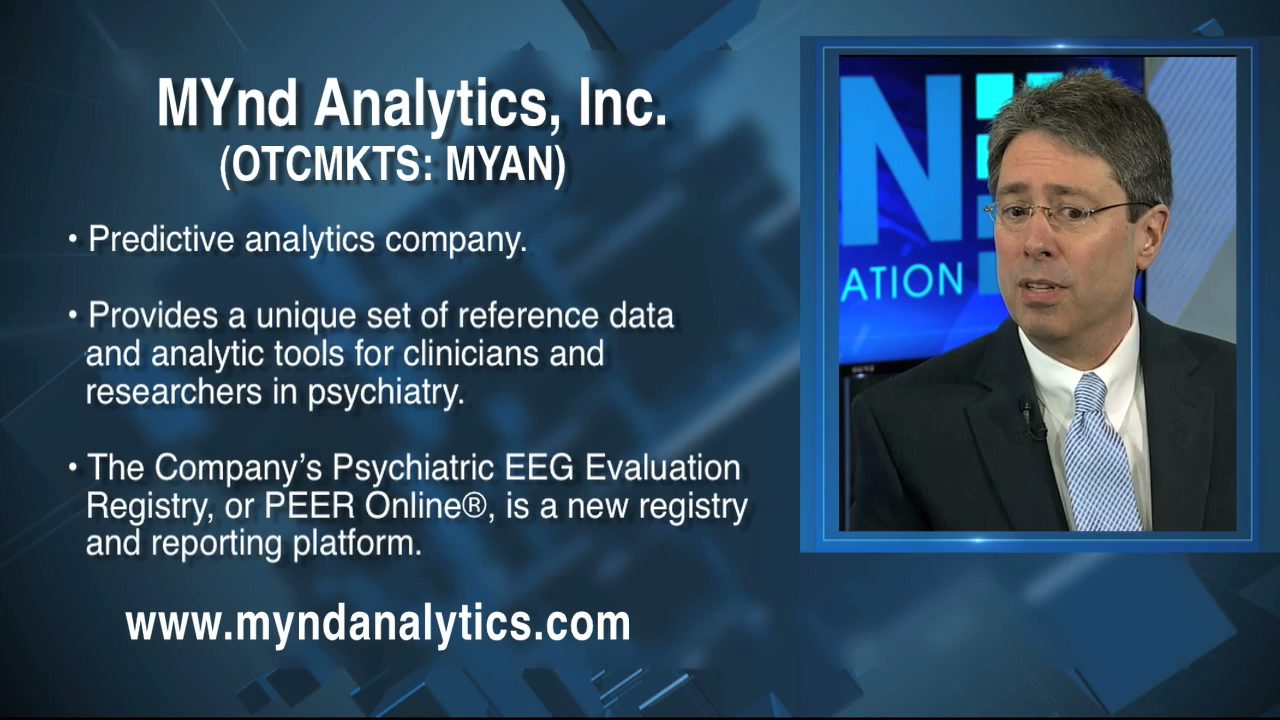 MYnd Analytics, Inc.
(OTCMKTS: MYAN)
• Predictive analytics company.
• Provides a unique set of reference data
and analytic tools for clinicians and
researchers in psychiatry.
• The Company's Psychiatric EEG Evaluation
Registry, or PEER Online®, is a new registry
and reporting platform.
www.myndanalytics.com
N
ATION